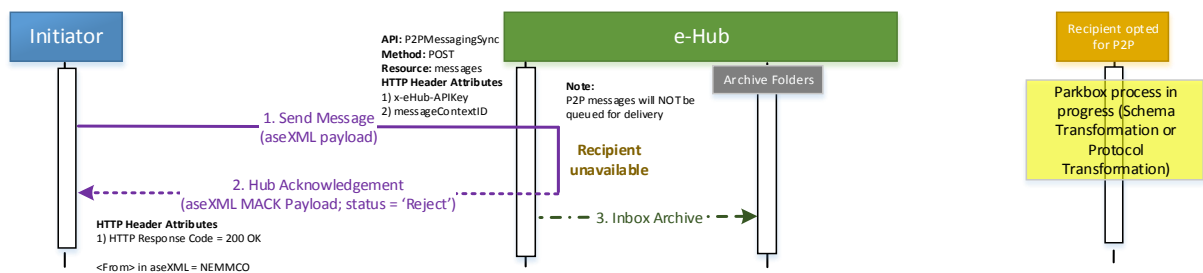 Initiator
API: P2PMessagingSync
Method: POST
Resource: messages
HTTP Header Attributes
1) x-eHub-APIKey
2) messageContextID
e-Hub
Archive Folders
Note:
P2P messages will NOT be
queued for delivery
Recipient opted
for P2P
Parkbox process in
progress (Schema
Transformation or
Protocol
Transformation)
1. Send Message
(aseXML payload)
Recipient
unavailable
2. Hub Acknowledgement
(aseXML MACK Payload; status = ‘Reject’)
3. Inbox Archive
HTTP Header Attributes
1) HTTP Response Code = 200 OK
<From> in aseXML = NEMMCO